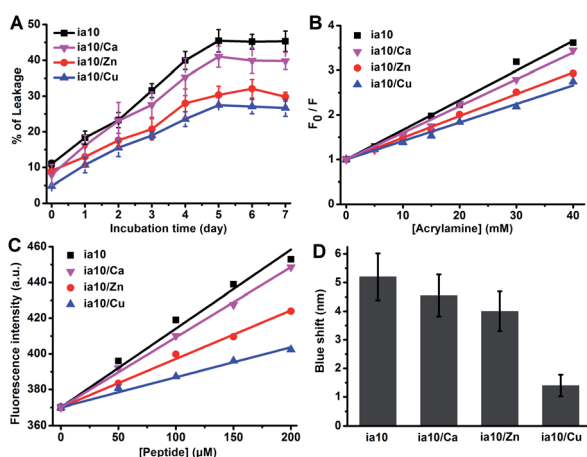 A
ia10
ia10/Ca
ia10/Zn
ia10/Cu
% of Leakage
60
50
40
30
20
10
0
0 1 2 3 4 5 6 7
Incubation time (day)
B
ia10
ia10/Ca
ia10/Zn
ia10/Cu
F0 / F
4
3
2
1
0
0 10 20 30 40
[Acrylamine] (mM)
C
ia10
ia10/Ca
ia10/Zn
ia10/Cu
Fluorescence intensity (a.u.)
460
430
400
370
360
0 50 100 150 200
[Peptide] (µM)
D
Blue shift (nm)
6
5
4
3
2
1
0
ia10 ia10/Ca ia10/Zn ia10/Cu